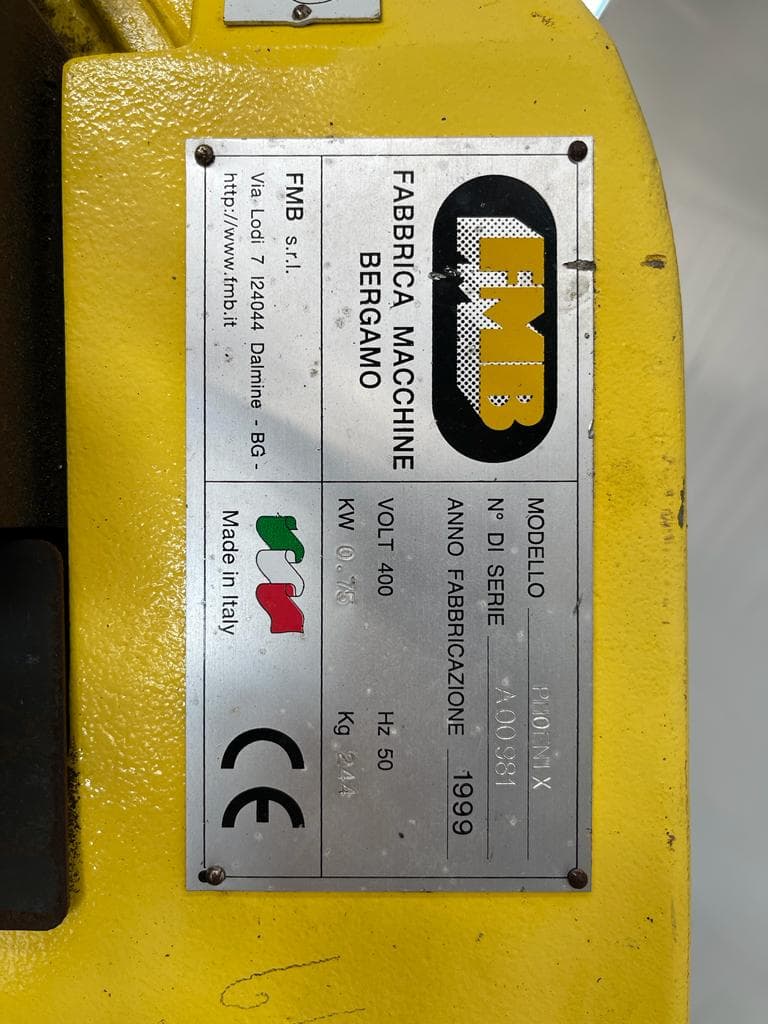 FMB
FABBRICA MACCHINE
BERGAMO
MODELLO PHOENIX
N° DI SERIE A00981
ANNO FABBRICAZIONE 1999
VOLT 400 Hz 50
KW 0.75 Kg 244
FMB s.r.l.
Via Lodi 7 I24044 Dalmine - BG -
http://www.fmb.it
Made in Italy
CE